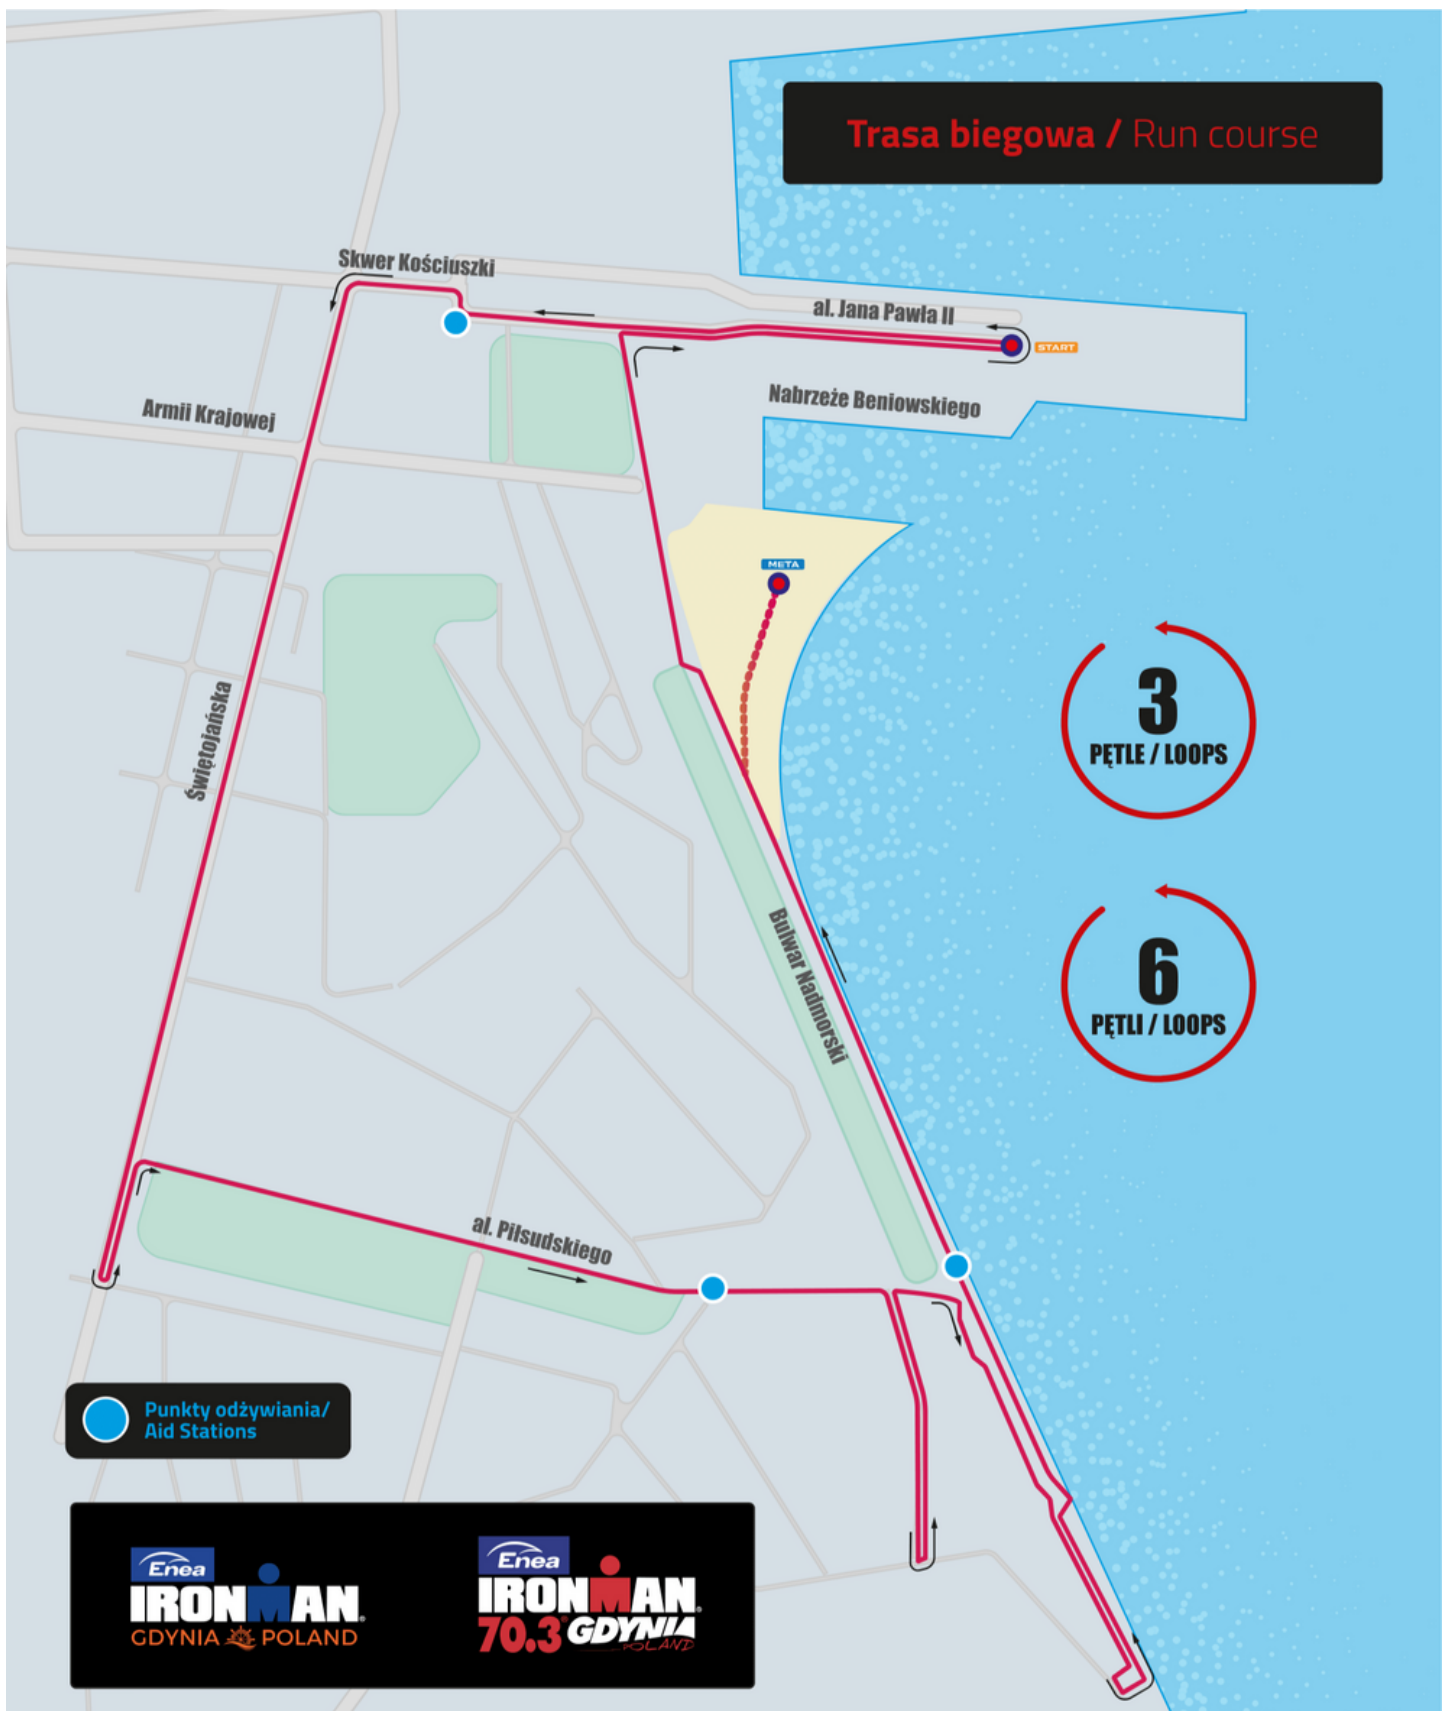 Trasa biegowa / Run course
Skwer Kościuszki
al. Jana Pawła II
START
Nabrzeże Beniowskiego
Armii Krajowej
META
3
PĘTLE / LOOPS
Świętojańska
6
PĘTLI / LOOPS
Bulwar Nadmorski
al. Piłsudskiego
Punkty odżywiania/
Aid Stations
Enea
IRONMAN®
GDYNIA POLAND
Enea
IRONMAN®
70.3® GDYNIA
POLAND